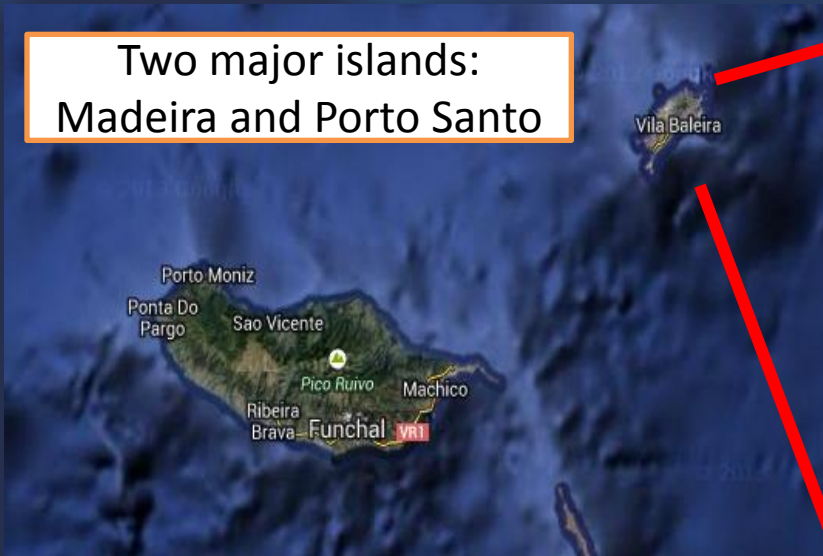 Two major islands:
Madeira and Porto Santo
Vila Baleira
Porto Moniz
Ponta Do
Pargo
Sao Vicente
Pico Ruivo
Machico
Ribeira
Brava
Funchal
VR1